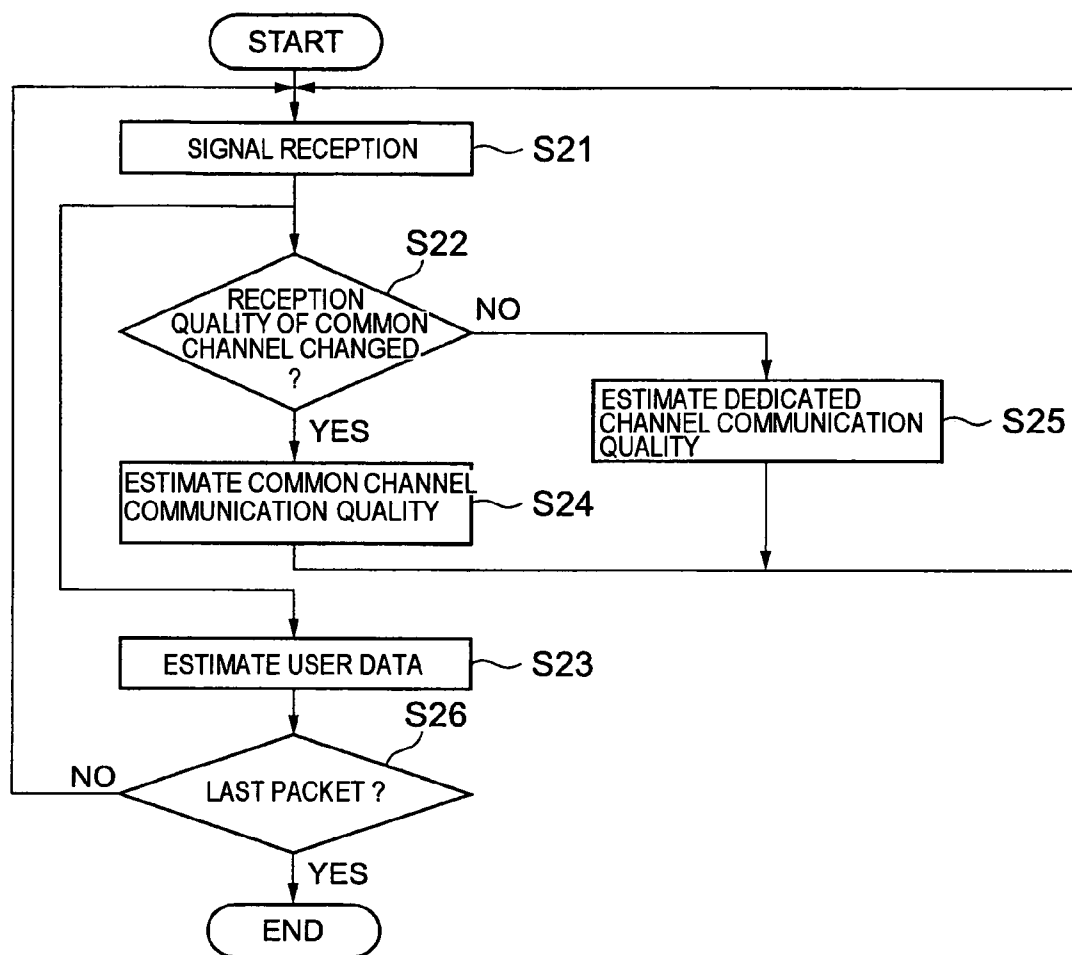 START
SIGNAL RECEPTION
S21
S22
RECEPTION
QUALITY OF COMMON
CHANNEL CHANGED
?
NO
YES
ESTIMATE DEDICATED
CHANNEL COMMUNICATION
QUALITY
S25
ESTIMATE COMMON CHANNEL
COMMUNICATION QUALITY
S24
ESTIMATE USER DATA
S23
S26
LAST PACKET ?
NO
YES
END